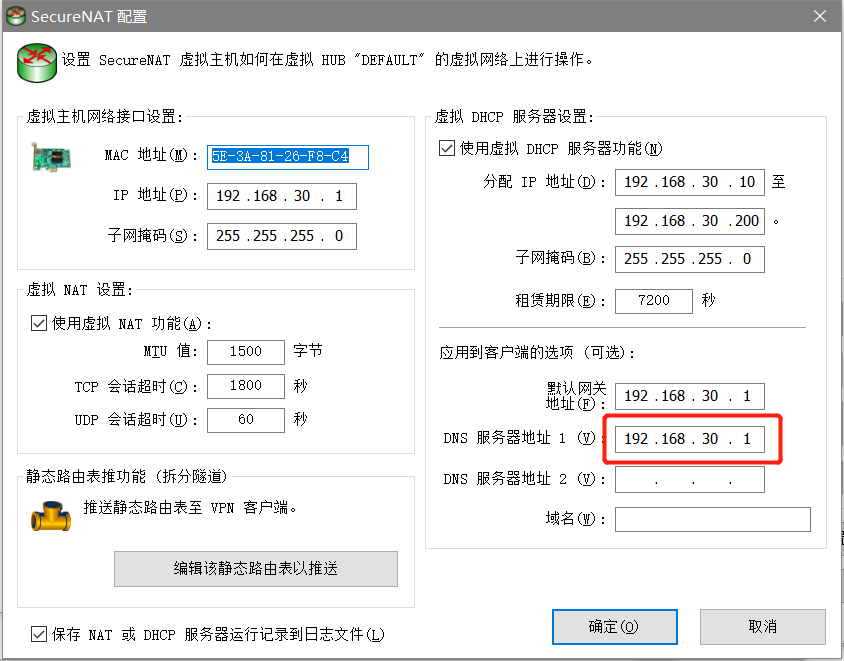 SecureNAT 配置
设置 SecureNAT 虚拟主机如何在虚拟 HUB "DEFAULT" 的虚拟网络上进行操作。
虚拟主机网络接口设置:
MAC 地址(M): 5E-3A-81-26-F8-C4
IP 地址(P): 192 .168 . 30 . 1
子网掩码(S): 255 .255 .255 . 0
虚拟 NAT 设置:
使用虚拟 NAT 功能(A):
MTU 值: 1500 字节
TCP 会话超时(C): 1800 秒
UDP 会话超时(U): 60 秒
静态路由表推功能 (拆分隧道)
推送静态路由表至 VPN 客户端。
编辑该静态路由表以推送
保存 NAT 或 DHCP 服务器运行记录到日志文件(L)
虚拟 DHCP 服务器设置:
使用虚拟 DHCP 服务器功能(N)
分配 IP 地址(D): 192 .168 . 30 . 10 至
192 .168 . 30 .200 。
子网掩码(B): 255 .255 .255 . 0
租赁期限(E): 7200 秒
应用到客户端的选项 (可选):
默认网关
地址(F): 192 .168 . 30 . 1
DNS 服务器地址 1 (V): 192 .168 . 30 . 1
DNS 服务器地址 2 (V): . . .
域名(W):
确定(O)
取消